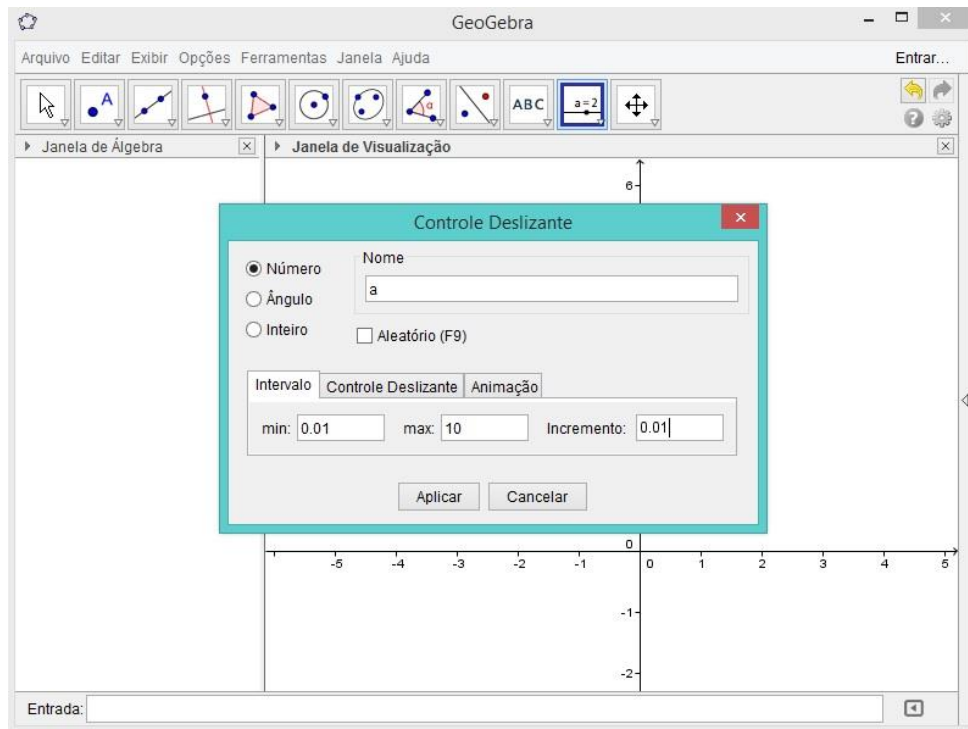 GeoGebra
Arquivo Editar Exibir Opções Ferramentas Janela Ajuda
Entrar...
A
α
ABC
a=2
Janela de Álgebra
Janela de Visualização
6
Controle Deslizante
Número
Ângulo
Inteiro
Nome
a
Aleatório (F9)
Intervalo Controle Deslizante Animação
min: 0.01 max: 10 Incremento: 0.01
Aplicar Cancelar
0
-5 -4 -3 -2 -1 0 1 2 3 4 5
-1
-2
Entrada: